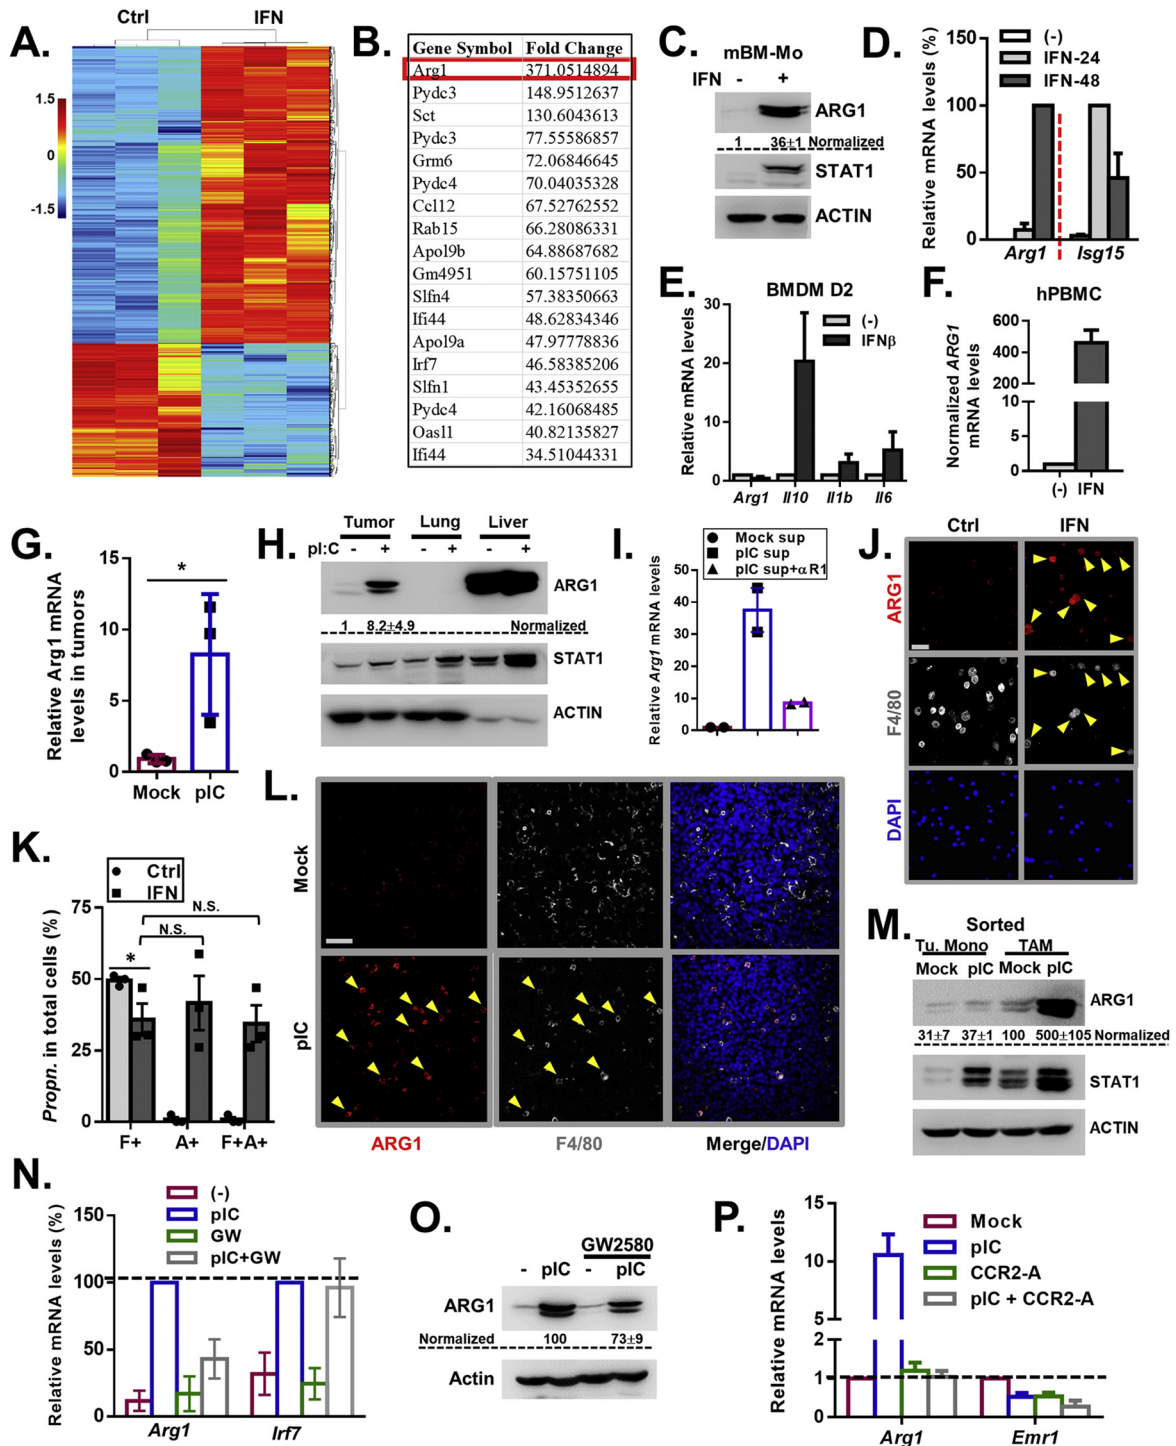 A.
Ctrl
IFN
1.5
0
-1.5
B.
Gene Symbol Fold Change
Arg1 371.0514894
Pydc3 148.9512637
Sct 130.6043613
Pydc3 77.55586857
Grm6 72.06846645
Pydc4 70.04035328
Ccl12 67.52762552
Rab15 66.28086331
Apol9b 64.88687682
Gm4951 60.15751105
Slfn4 57.38350663
Ifi44 48.62834346
Apol9a 47.97778836
Irf7 46.58385206
Slfn1 43.45352655
Pydc4 42.16068485
Oasl1 40.82135827
Ifi44 34.51044331
C.
mBM-Mo
IFN - +
ARG1
1 36±1 Normalized
STAT1
ACTIN
D.
Relative mRNA levels (%)
150
100
50
0
(-)
IFN-24
IFN-48
Arg1 Isg15
E.
BMDM D2
Relative mRNA levels
30
20
10
0
(-)
IFNβ
Arg1 Il10 Il1b Il6
F.
hPBMC
Normalized ARG1
mRNA levels
600
400
200
10
5
0
(-) IFN
G.
Relative Arg1 mRNA
levels in tumors
15
10
5
0
*
Mock pIC
H.
Tumor Lung Liver
pI:C - + - + - +
ARG1
1 8.2±4.9 Normalized
STAT1
ACTIN
I.
Mock sup
pIC sup
pIC sup+αR1
Relative Arg1 mRNA levels
50
40
30
20
10
0
J.
Ctrl IFN
ARG1
F4/80
DAPI
K.
Ctrl
IFN
Propn. in total cells (%)
75
50
25
0
N.S.
N.S.
*
F+ A+ F+A+
L.
Mock
pIC
ARG1 F4/80 Merge/DAPI
M.
Sorted
Tu. Mono TAM
Mock pIC Mock pIC
ARG1
31±7 37±1 100 500±105 Normalized
STAT1
ACTIN
N.
(-)
pIC
GW
pIC+GW
Relative mRNA levels (%)
150
100
50
0
Arg1 Irf7
O.
GW2580
- pIC - pIC
ARG1
Normalized 100 73±9
Actin
P.
Relative mRNA levels
15
10
5
2
1
0
Mock
pIC
CCR2-A
pIC + CCR2-A
Arg1 Emr1